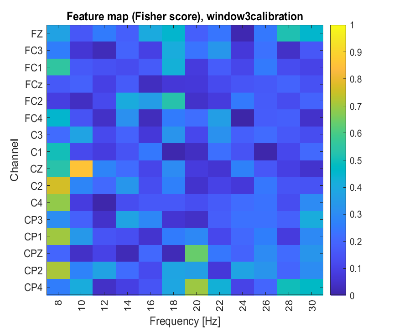 Feature map (Fisher score), window3calibration
FZ
FC3
FC1
FCz
FC2
FC4
C3
C1
CZ
C2
C4
CP3
CP1
CPZ
CP2
CP4
Channel
8 10 12 14 16 18 20 22 24 26 28 30
Frequency [Hz]
1
0.9
0.8
0.7
0.6
0.5
0.4
0.3
0.2
0.1
0